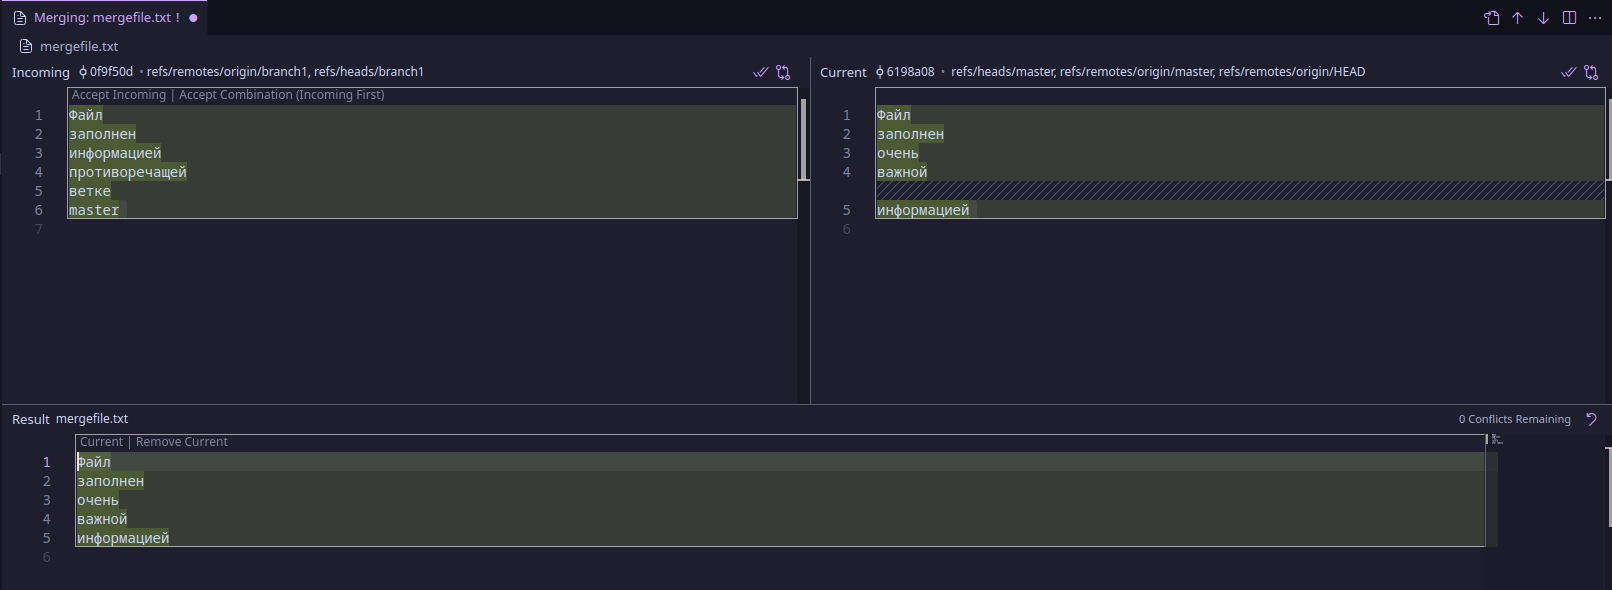 Merging: mergefile.txt ! ●
mergefile.txt
Incoming 0f9f50d • refs/remotes/origin/branch1, refs/heads/branch1
Accept Incoming | Accept Combination (Incoming First)
1 Файл
2 заполнен
3 информацией
4 противоречащей
5 ветке
6 master
7
Current 6198a08 • refs/heads/master, refs/remotes/origin/master, refs/remotes/origin/HEAD
1 Файл
2 заполнен
3 очень
4 важной
5 информацией
6
Result mergefile.txt 0 Conflicts Remaining
Current | Remove Current
1 Файл
2 заполнен
3 очень
4 важной
5 информацией
6